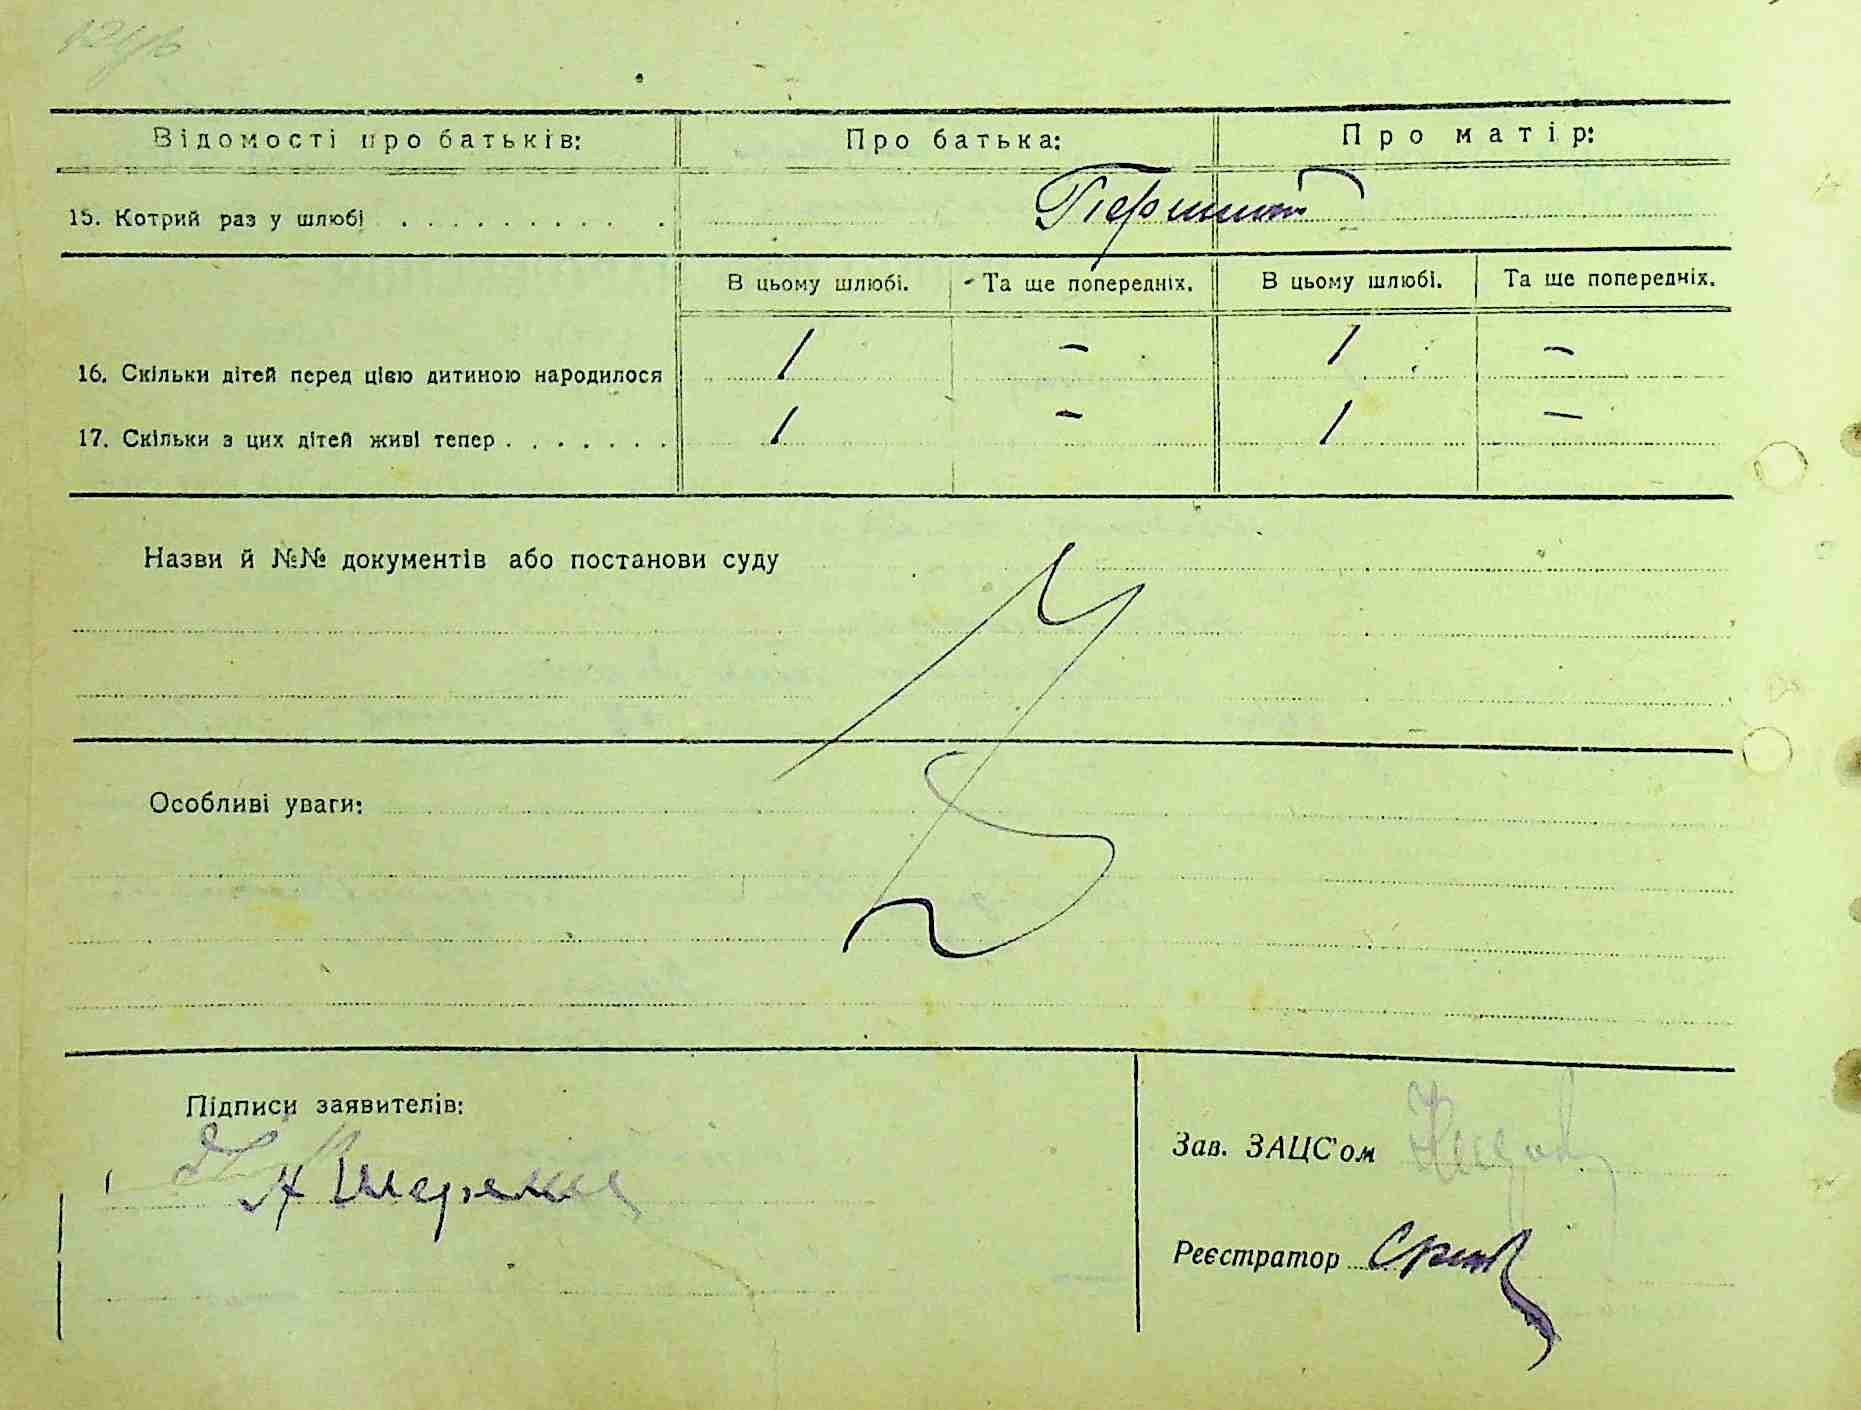 Відомості про батьків: Про батька: Про матір:
15. Котрий раз у шлюбі . . . . . . . . . . Перший
В цьому шлюбі. Та ще попередніх. В цьому шлюбі. Та ще попередніх.
16. Скільки дітей перед цією дитиною народилося 1 – 1 –
17. Скільки з цих дітей живі тепер . . . . . . . 1 – 1 –
Назви й №№ документів або постанови суду
Особливі уваги:
Підписи заявителів:
Зав. ЗАЦС'ом
Реєстратор